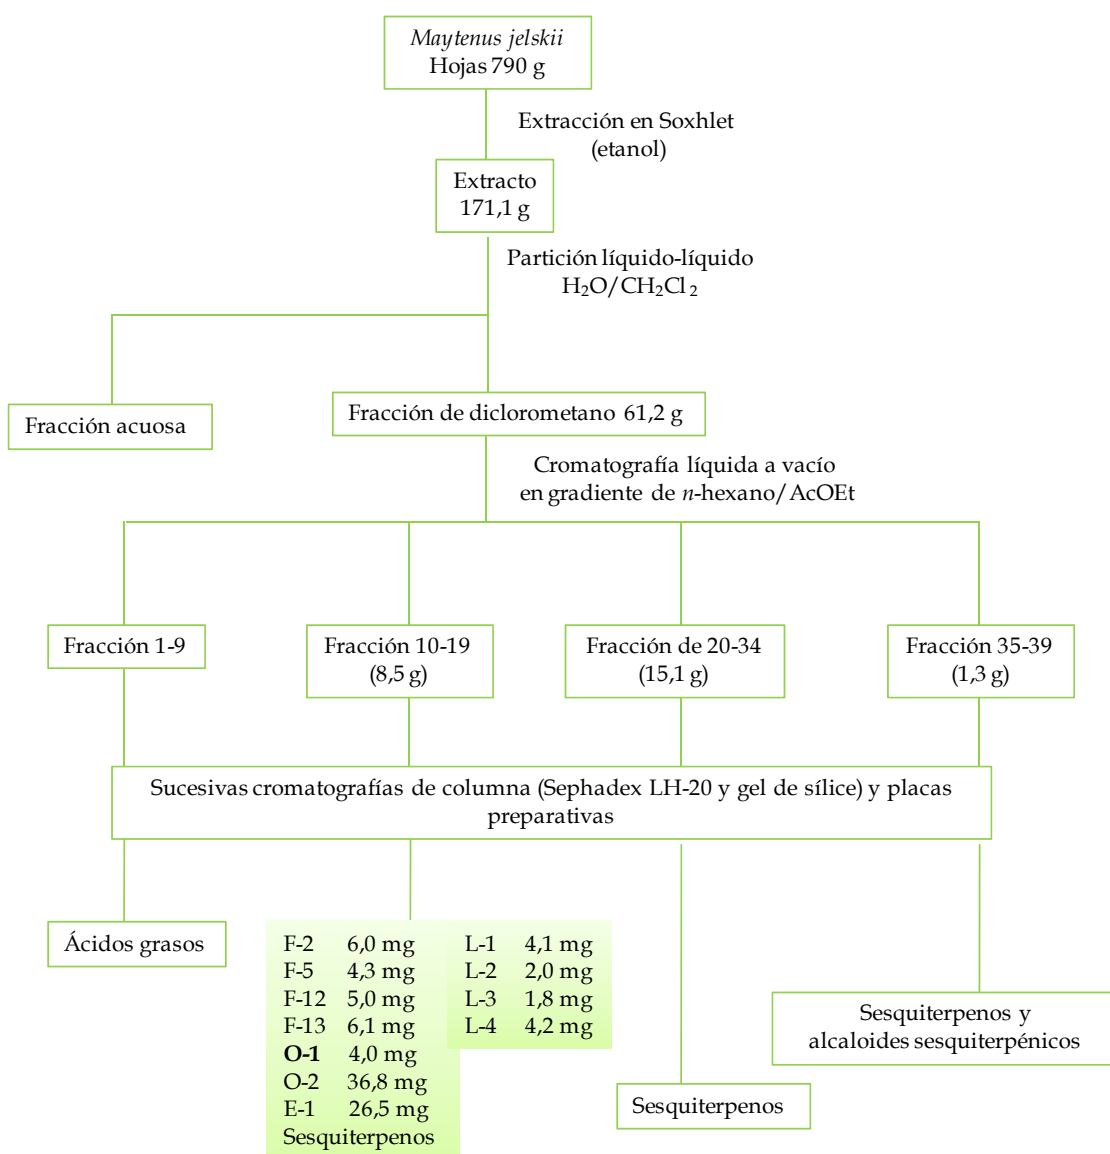 Maytenus jelskii
Hojas 790 g
Extracción en Soxhlet
(etanol)
Extracto
171,1 g
Partición líquido-líquido
H₂O/CH₂Cl₂
Fracción acuosa
Fracción de diclorometano 61,2 g
Cromatografía líquida a vacío
en gradiente de n-hexano/AcOEt
Fracción 1-9
Fracción 10-19
(8,5 g)
Fracción de 20-34
(15,1 g)
Fracción 35-39
(1,3 g)
Sucesivas cromatografías de columna (Sephadex LH-20 y gel de sílice) y placas
preparativas
Ácidos grasos
F-2 6,0 mg
F-5 4,3 mg
F-12 5,0 mg
F-13 6,1 mg
O-1 4,0 mg
O-2 36,8 mg
E-1 26,5 mg
Sesquiterpenos
L-1 4,1 mg
L-2 2,0 mg
L-3 1,8 mg
L-4 4,2 mg
Sesquiterpenos
Sesquiterpenos y
alcaloides sesquiterpénicos